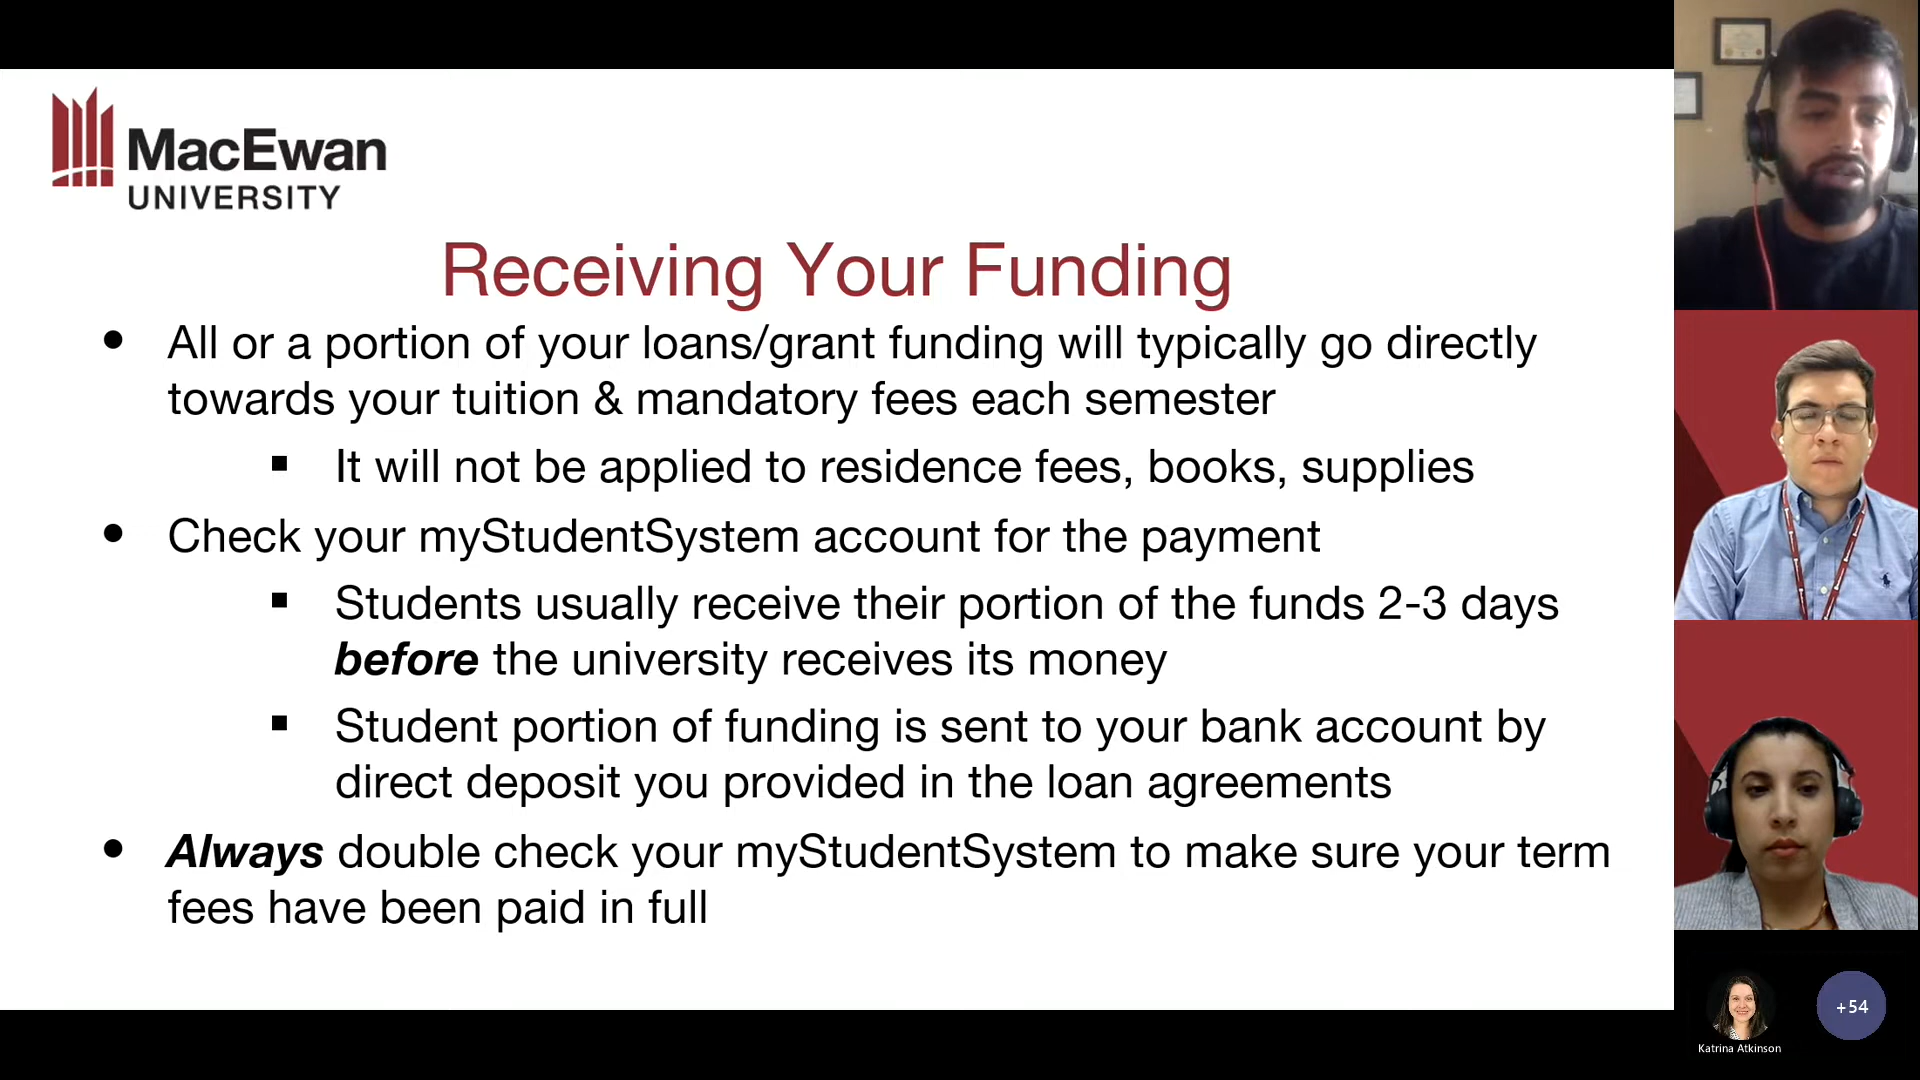 MacEwan
UNIVERSITY
Receiving Your Funding
• All or a portion of your loans/grant funding will typically go directly
towards your tuition & mandatory fees each semester
▪ It will not be applied to residence fees, books, supplies
• Check your myStudentSystem account for the payment
▪ Students usually receive their portion of the funds 2-3 days
before the university receives its money
▪ Student portion of funding is sent to your bank account by
direct deposit you provided in the loan agreements
• Always double check your myStudentSystem to make sure your term
fees have been paid in full
+54
Katrina Atkinson